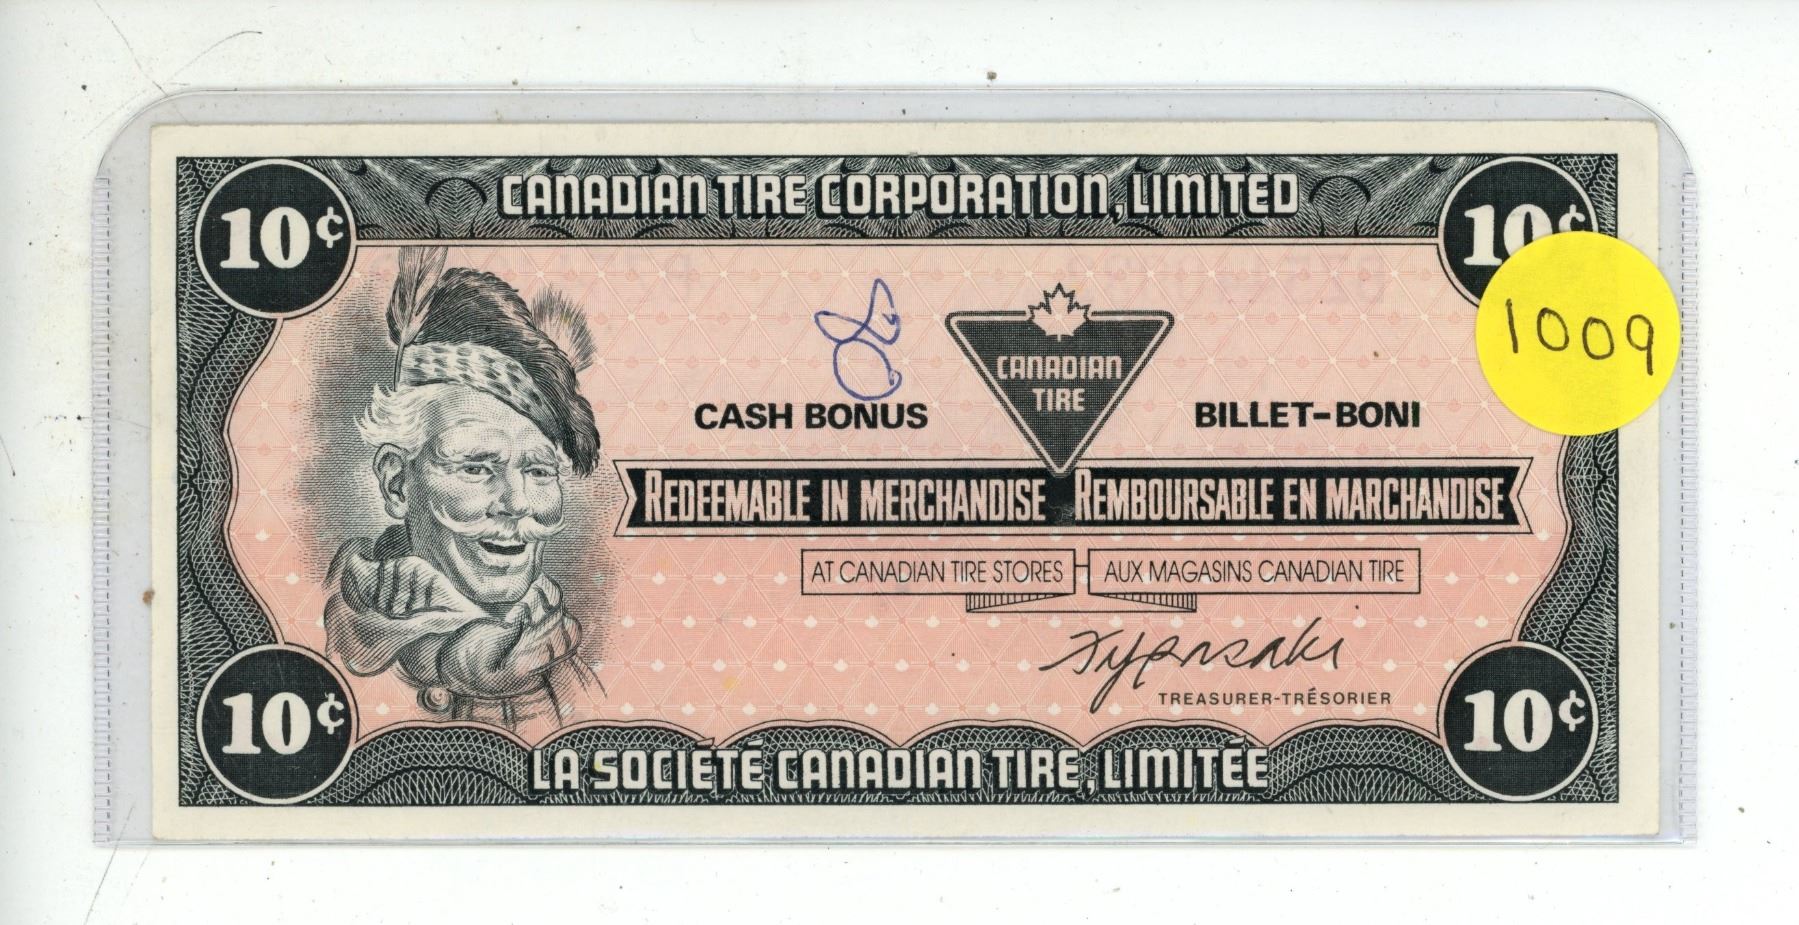 CANADIAN TIRE CORPORATION, LIMITED
10¢
10¢
1009
CANADIAN
TIRE
CASH BONUS
BILLET-BONI
REDEEMABLE IN MERCHANDISE REMBOURSABLE EN MARCHANDISE
AT CANADIAN TIRE STORES AUX MAGASINS CANADIAN TIRE
TREASURER-TRÉSORIER
10¢
10¢
LA SOCIÉTÉ CANADIAN TIRE, LIMITÉE